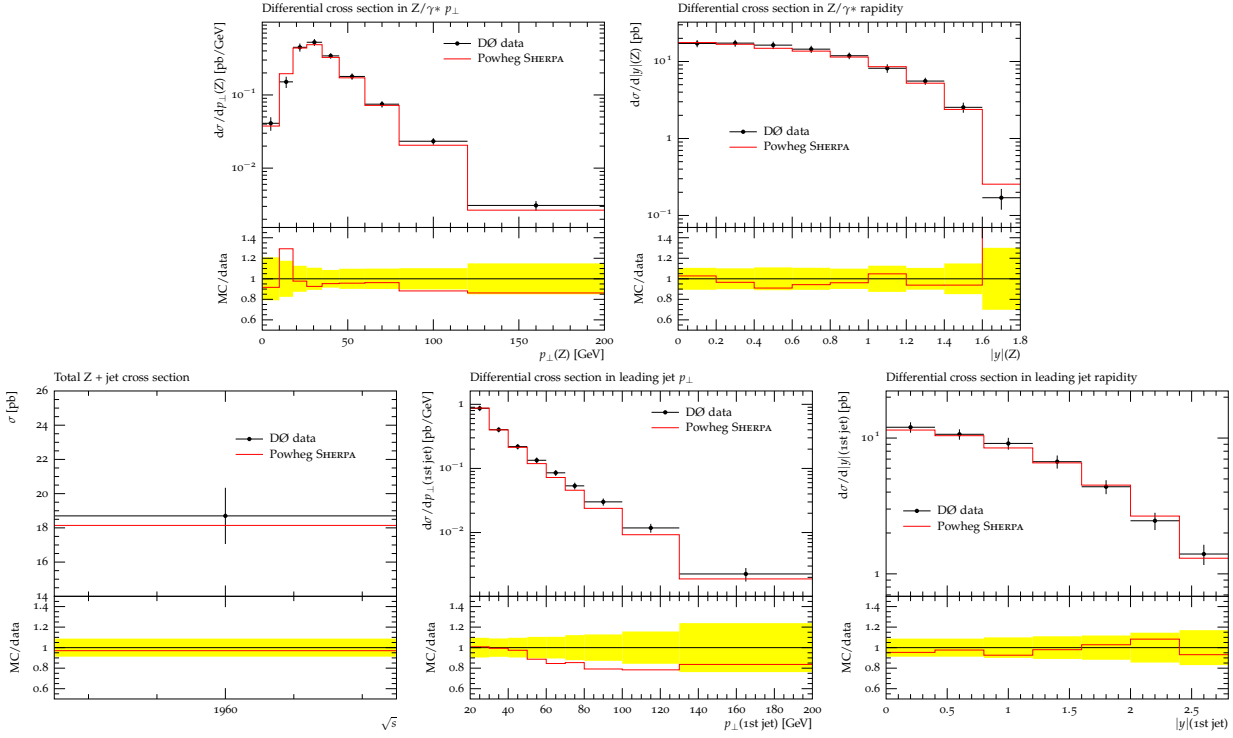 Differential cross section in Z/γ* p⊥
DØ data
Powheg SHERPA
10⁻¹
10⁻²
dσ/dp⊥(Z) [pb/GeV]
0.6
0.8
1
1.2
1.4
MC/data
0 50 100 150 200
p⊥(Z) [GeV]
Differential cross section in Z/γ* rapidity
DØ data
Powheg SHERPA
10 1
1
10⁻¹
dσ/d|y|(Z) [pb]
0.6
0.8
1
1.2
1.4
MC/data
0 0.2 0.4 0.6 0.8 1 1.2 1.4 1.6 1.8
|y|(Z)
Total Z + jet cross section
DØ data
Powheg SHERPA
14
16
18
19
20
22
24
26
σ [pb]
0.6
0.8
1
1.2
1.4
MC/data
1960
√s
Differential cross section in leading jet p⊥
DØ data
Powheg SHERPA
1
10⁻¹
10⁻²
dσ/dp⊥(1st jet) [pb/GeV]
0.6
0.8
1
1.2
1.4
MC/data
20 40 60 80 100 120 140 160 180 200
p⊥(1st jet) [GeV]
Differential cross section in leading jet rapidity
DØ data
Powheg SHERPA
10 1
1
dσ/d|y|(1st jet) [pb]
0.6
0.8
1
1.2
1.4
MC/data
0 0.5 1 1.5 2 2.5
|y|(1st jet)